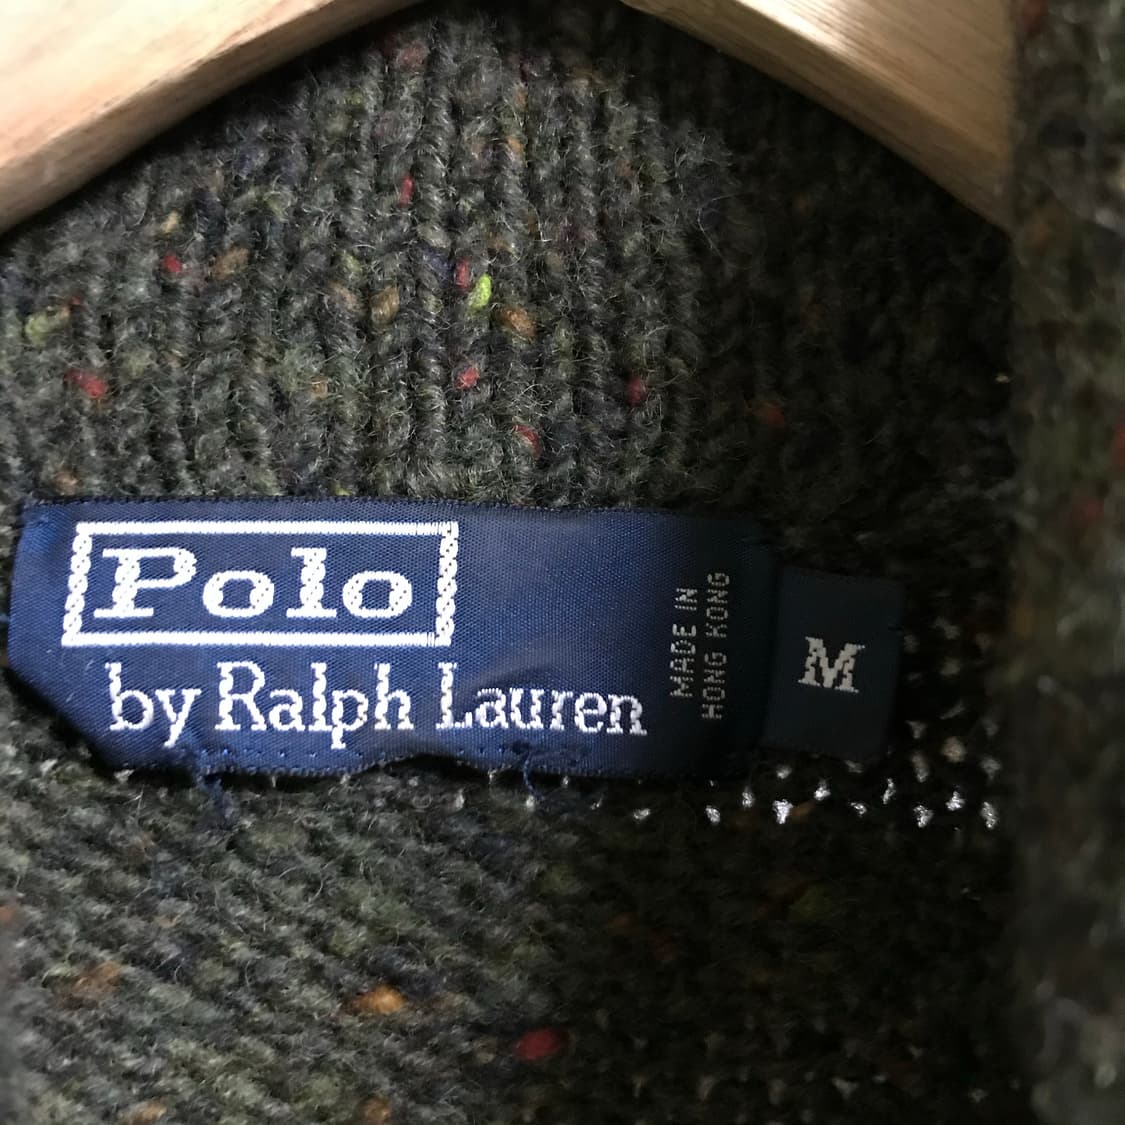 Polo
by Ralph Lauren
MADE IN
HONG KONG
M